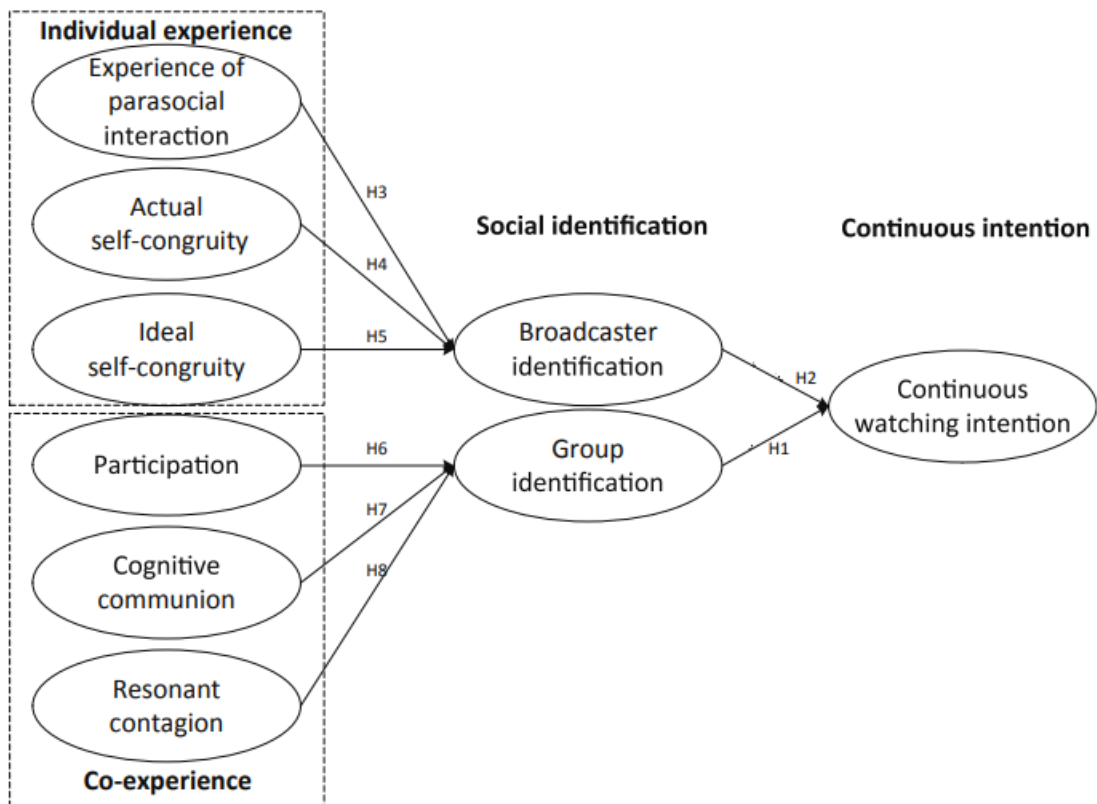 Individual experience
Experience of
parasocial
interaction
H3
Actual
self-congruity
H4
Ideal
self-congruity
H5
Social identification
Continuous intention
Broadcaster
identification
H2
Continuous
watching intention
Participation
H6
Group
identification
H1
H7
Cognitive
communion
H8
Resonant
contagion
Co-experience